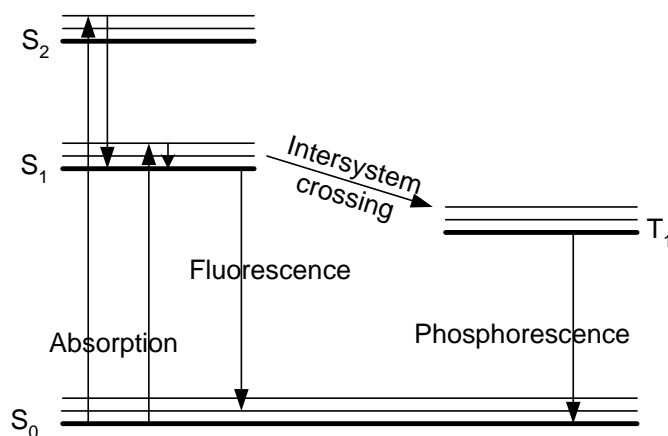 S2
S1
Intersystem
crossing
T1
Fluorescence
Phosphorescence
Absorption
S0